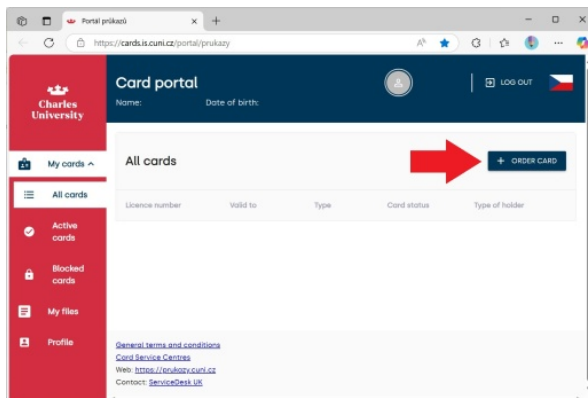 Portal průkazů
https://cards.is.cuni.cz/portal/prukazy
Charles
University
Card portal
Name:
Date of birth:
LOG OUT
My cards
All cards
Active
cards
Blocked
cards
My files
Profile
All cards
+ ORDER CARD
Licence number
Valid to
Type
Card status
Type of holder
General terms and conditions
Card Service Centres
Web: https://prukazy.cuni.cz
Contact: ServiceDesk UK